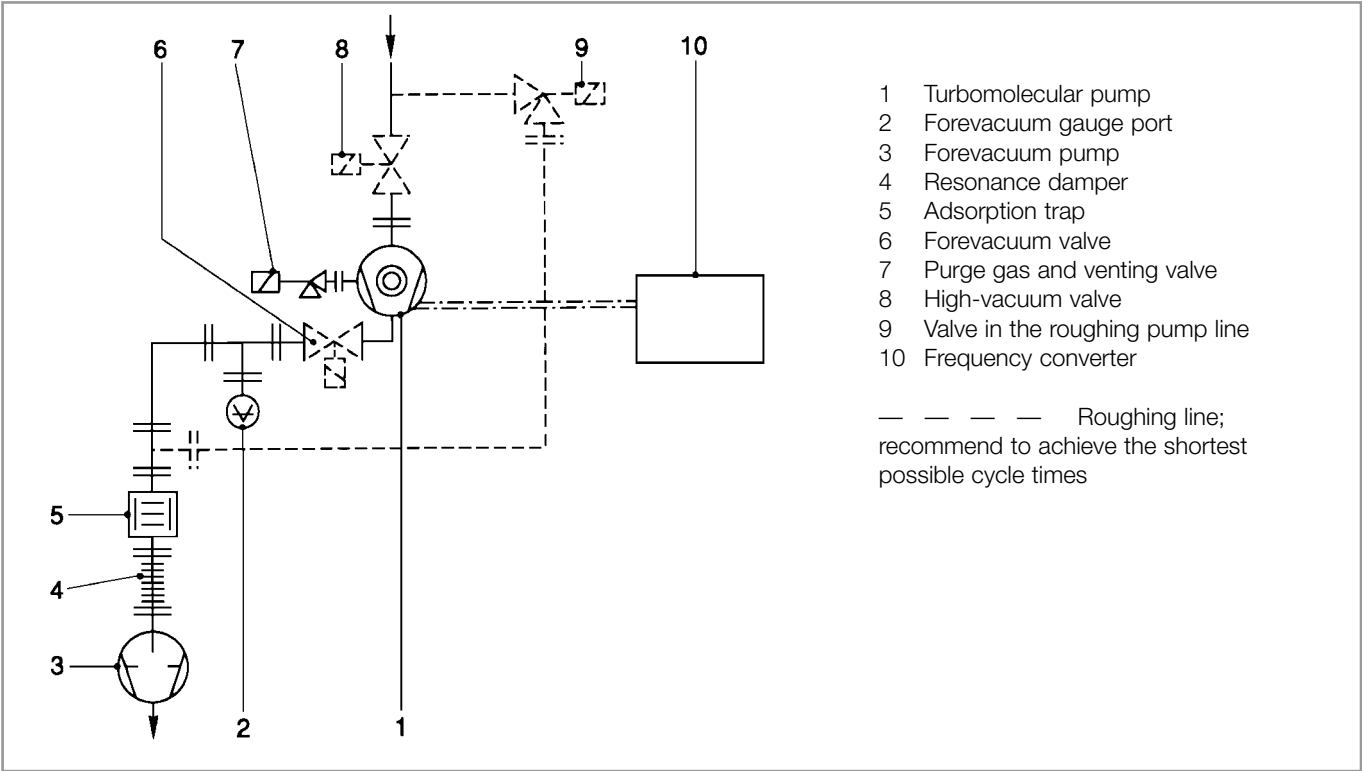 6 7 8 9 10
5
4
3
2 1
1 Turbomolecular pump
2 Forevacuum gauge port
3 Forevacuum pump
4 Resonance damper
5 Adsorption trap
6 Forevacuum valve
7 Purge gas and venting valve
8 High-vacuum valve
9 Valve in the roughing pump line
10 Frequency converter
— — — — Roughing line;
recommend to achieve the shortest
possible cycle times